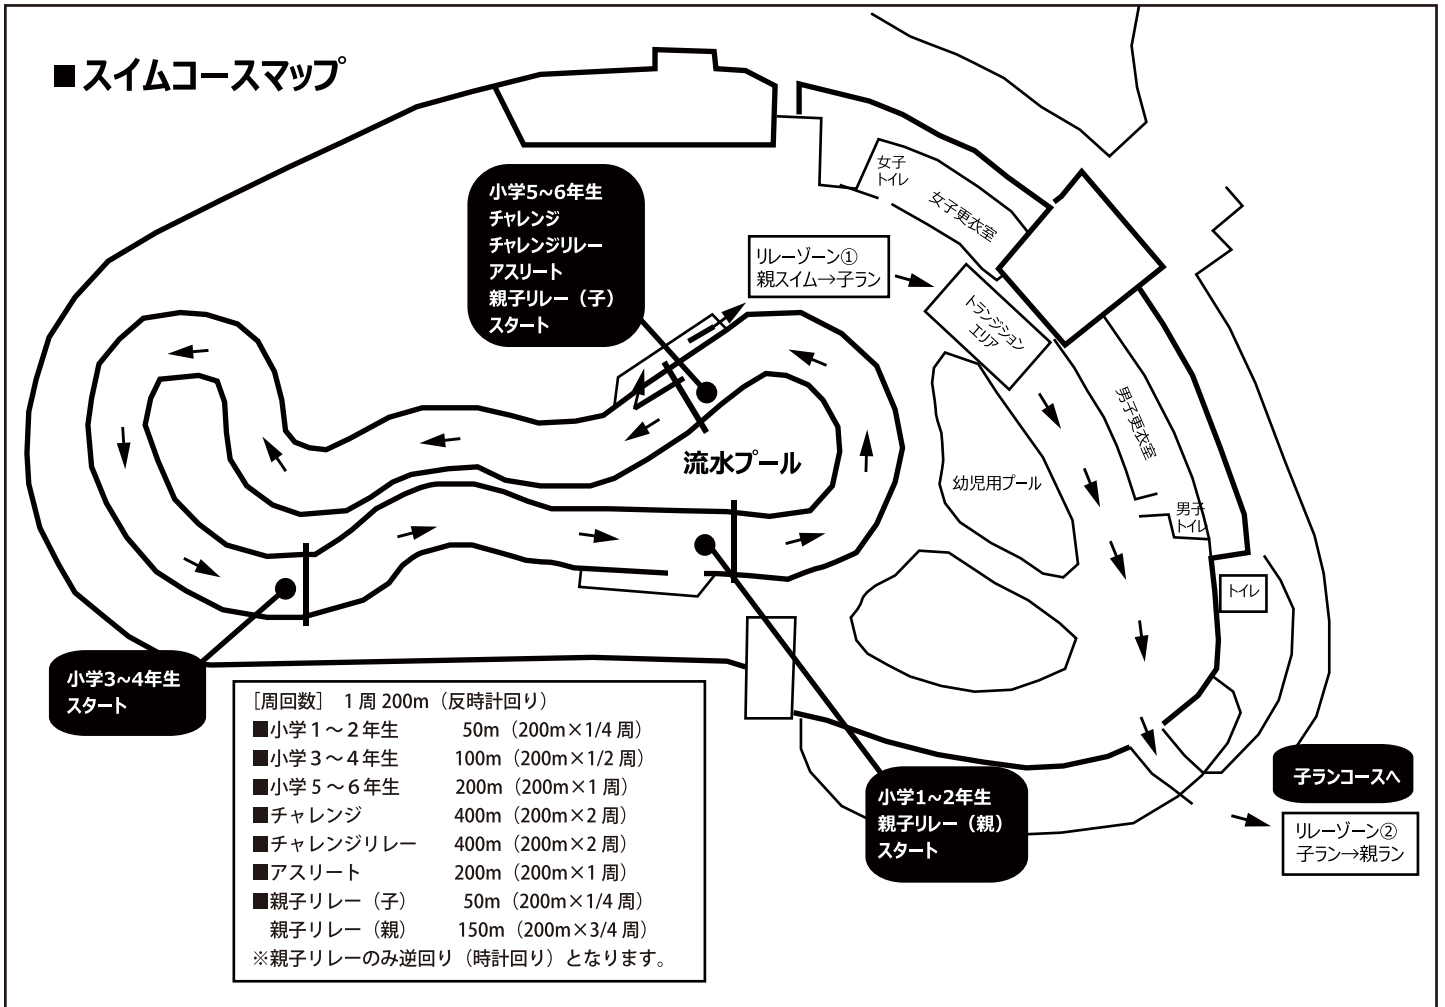 ■スイムコースマップ
小学5~6年生
チャレンジ
チャレンジリレー
アスリート
親子リレー（子）
スタート
女子
トイレ
女子更衣室
リレーゾーン①
親スイム→子ラン
トランジション
エリア
男子更衣室
流水プール
幼児用プール
男子
トイレ
トイレ
小学3~4年生
スタート
［周回数］ 1周200m（反時計回り）
■小学１～２年生 50m（200m×1/4周）
■小学３～４年生 100m（200m×1/2周）
■小学５～６年生 200m（200m×1周）
■チャレンジ 400m（200m×2周）
■チャレンジリレー 400m（200m×2周）
■アスリート 200m（200m×1周）
■親子リレー（子） 50m（200m×1/4周）
親子リレー（親） 150m（200m×3/4周）
※親子リレーのみ逆回り（時計回り）となります。
小学1~2年生
親子リレー（親）
スタート
子ランコースへ
リレーゾーン②
子ラン→親ラン